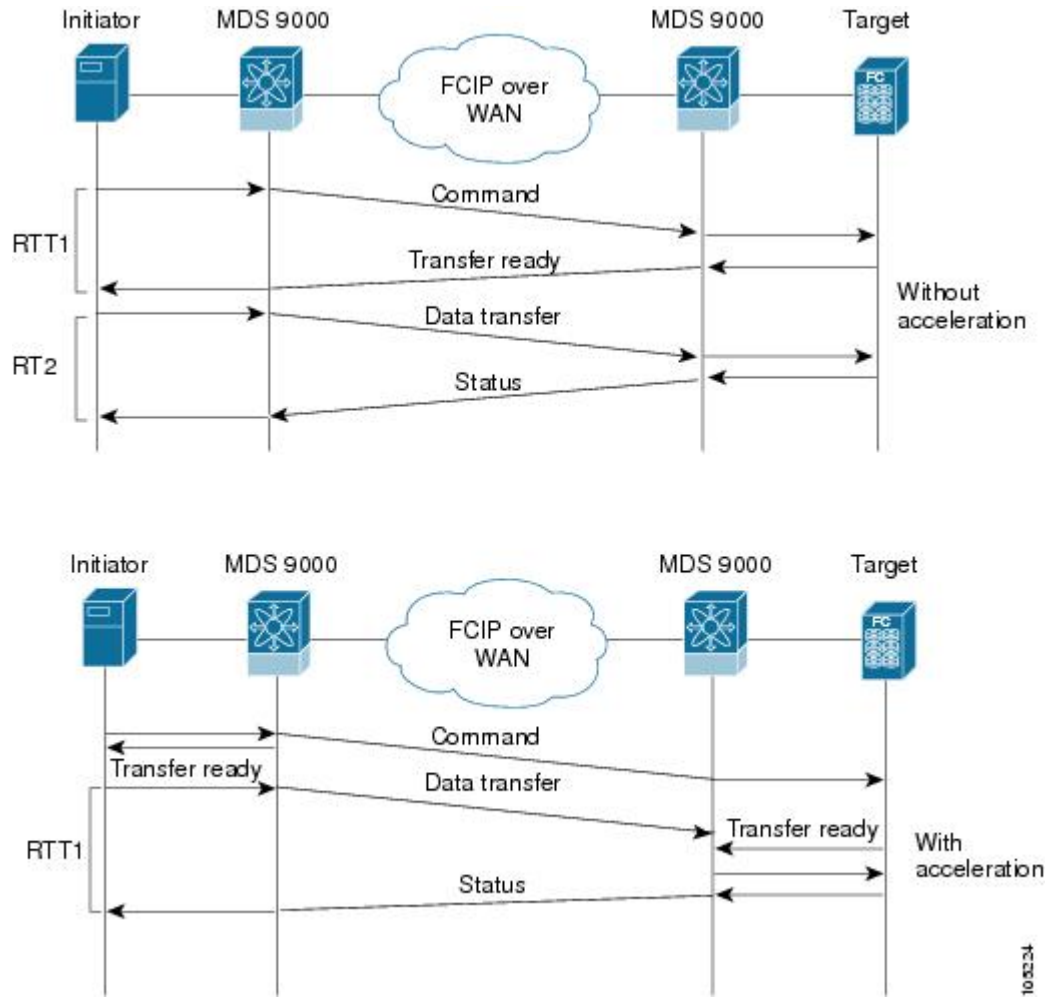 Initiator
MDS 9000
MDS 9000
Target
FCIP over
WAN
FC
Command
RTT1
Transfer ready
Without
acceleration
Data transfer
RT2
Status
Initiator
MDS 9000
MDS 9000
Target
FCIP over
WAN
FC
Command
Transfer ready
Data transfer
Transfer ready
With
acceleration
RTT1
Status
105224